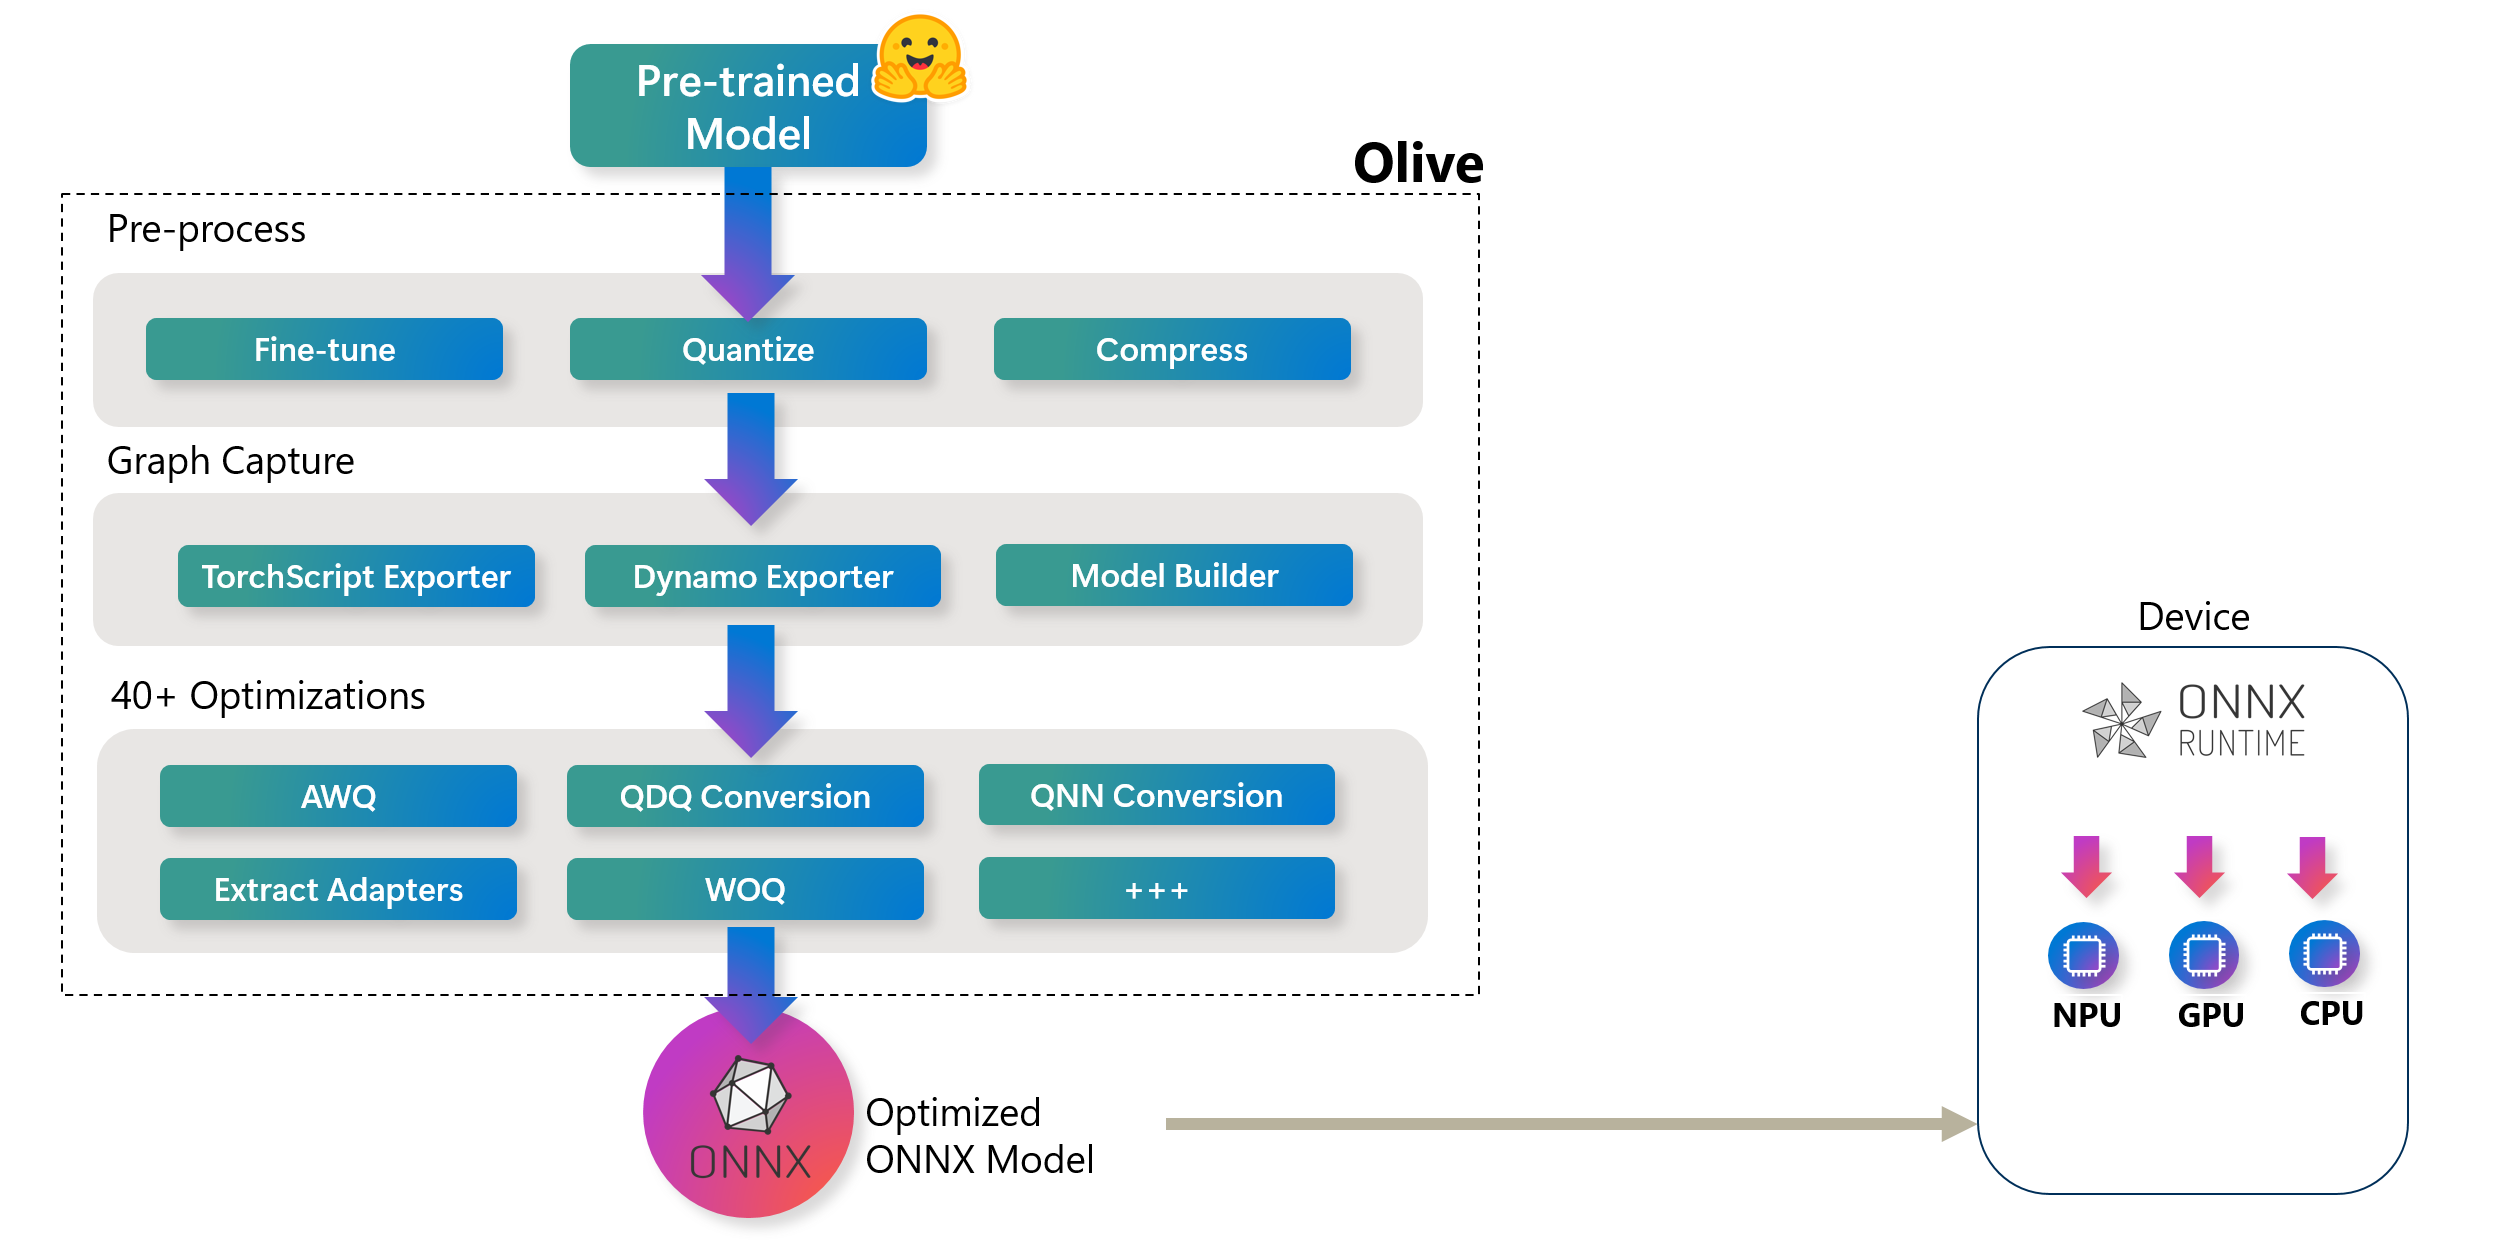 Pre-trained
Model
Olive
Pre-process
Fine-tune
Quantize
Compress
Graph Capture
TorchScript Exporter
Dynamo Exporter
Model Builder
40+ Optimizations
AWQ
QDQ Conversion
QNN Conversion
Extract Adapters
WOQ
+++
ONNX
Optimized
ONNX Model
Device
ONNX
RUNTIME
NPU
GPU
CPU